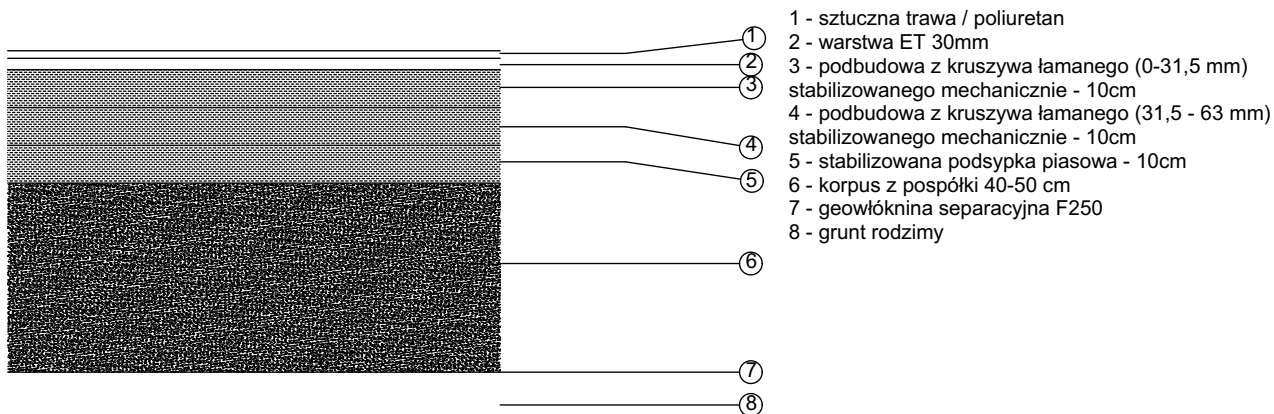 1
2
3
4
5
6
7
8
1 - sztuczna trawa / poliuretan
2 - warstwa ET 30mm
3 - podbudowa z kruszywa łamanego (0-31,5 mm)
stabilizowanego mechanicznie - 10cm
4 - podbudowa z kruszywa łamanego (31,5 - 63 mm)
stabilizowanego mechanicznie - 10cm
5 - stabilizowana podsypka piasowa - 10cm
6 - korpus z pospółki 40-50 cm
7 - geowłóknina separacyjna F250
8 - grunt rodzimy